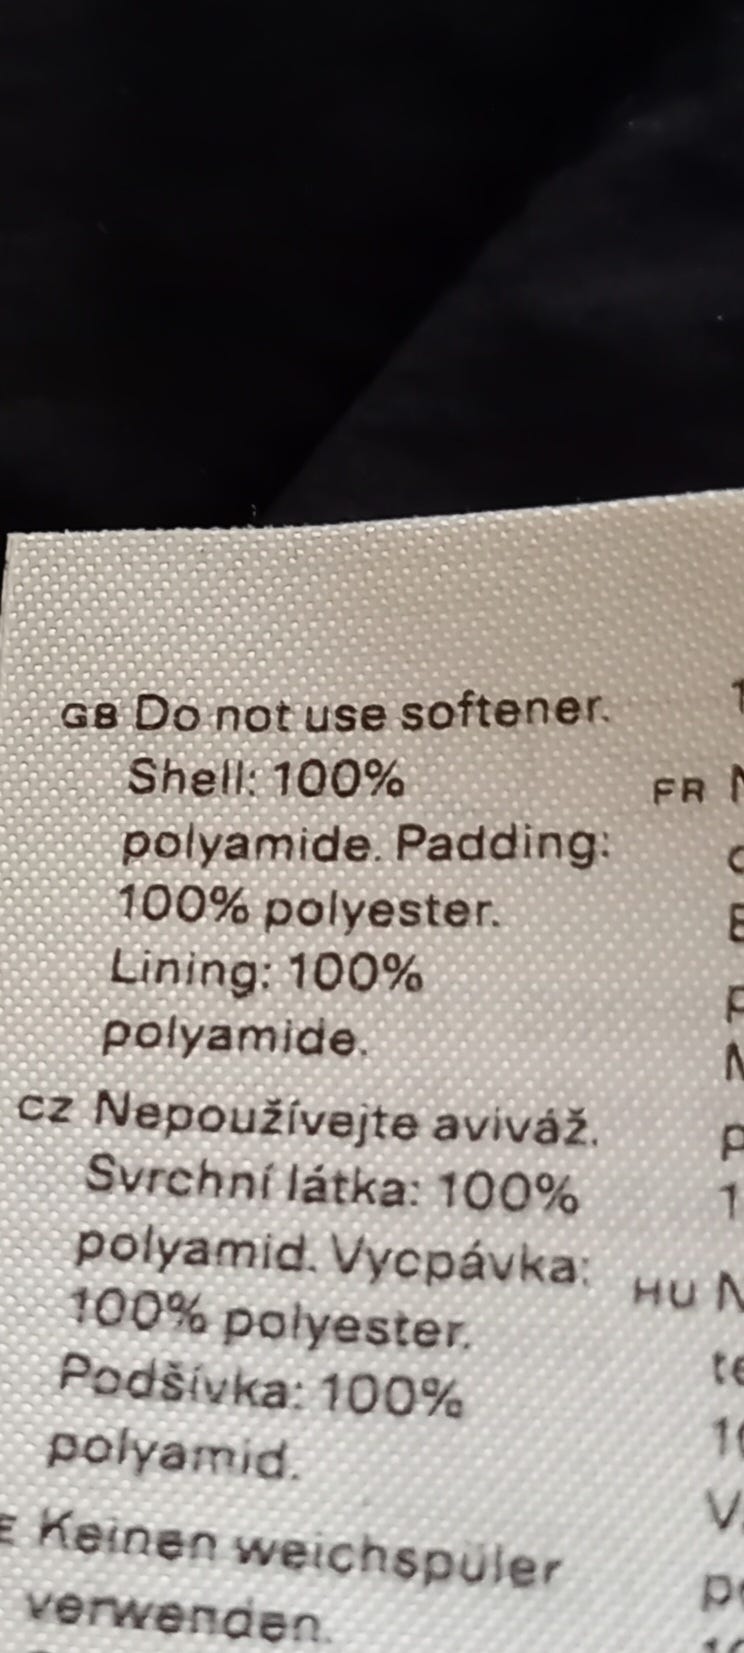 GB Do not use softener.
Shell: 100%
polyamide. Padding:
100% polyester.
Lining: 100%
polyamide.
CZ Nepoužívejte aviváž.
Svrchní látka: 100%
polyamid. Vycpávka:
100% polyester.
Podšívka: 100%
polyamid.
Keinen weichspüler
verwenden.
FR
HU